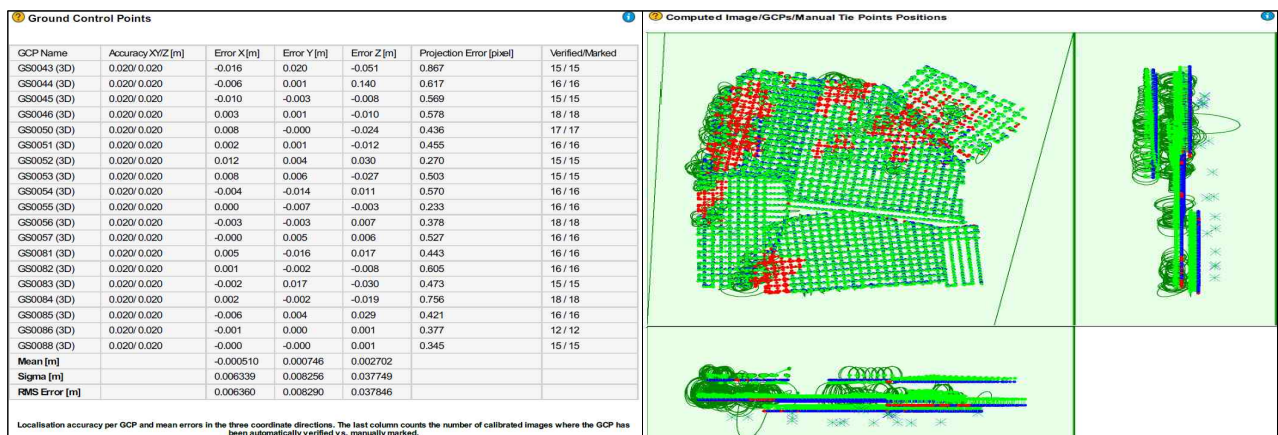 Ground Control Points
GCP Name Accuracy XY/Z [m] Error X [m] Error Y [m] Error Z [m] Projection Error [pixel] Verified/Marked
GS0043 (3D) 0.020/ 0.020 -0.016 0.020 -0.051 0.867 15 / 15
GS0044 (3D) 0.020/ 0.020 -0.006 0.001 0.140 0.617 16 / 16
GS0045 (3D) 0.020/ 0.020 -0.010 -0.003 -0.008 0.569 15 / 15
GS0046 (3D) 0.020/ 0.020 0.003 0.001 -0.010 0.578 18 / 18
GS0050 (3D) 0.020/ 0.020 0.008 -0.000 -0.024 0.436 17 / 17
GS0051 (3D) 0.020/ 0.020 0.002 0.001 -0.012 0.455 16 / 16
GS0052 (3D) 0.020/ 0.020 0.012 0.004 0.030 0.270 15 / 15
GS0053 (3D) 0.020/ 0.020 0.008 0.006 -0.027 0.503 15 / 15
GS0054 (3D) 0.020/ 0.020 -0.004 -0.014 0.011 0.570 16 / 16
GS0055 (3D) 0.020/ 0.020 0.000 -0.007 -0.003 0.233 16 / 16
GS0056 (3D) 0.020/ 0.020 -0.003 -0.003 0.007 0.378 18 / 18
GS0057 (3D) 0.020/ 0.020 -0.000 0.005 0.006 0.527 16 / 16
GS0081 (3D) 0.020/ 0.020 0.005 -0.016 0.017 0.443 16 / 16
GS0082 (3D) 0.020/ 0.020 0.001 -0.002 -0.008 0.605 16 / 16
GS0083 (3D) 0.020/ 0.020 -0.002 0.017 -0.030 0.473 15 / 15
GS0084 (3D) 0.020/ 0.020 0.002 -0.002 -0.019 0.756 18 / 18
GS0085 (3D) 0.020/ 0.020 -0.006 0.004 0.029 0.421 16 / 16
GS0086 (3D) 0.020/ 0.020 -0.001 0.000 0.001 0.377 12 / 12
GS0088 (3D) 0.020/ 0.020 -0.000 -0.000 0.001 0.345 15 / 15
Mean [m] -0.000510 0.000746 0.002702
Sigma [m] 0.006339 0.008256 0.037749
RMS Error [m] 0.006360 0.008290 0.037846
Localisation accuracy per GCP and mean errors in the three coordinate directions. The last column counts the number of calibrated images where the GCP has
been automatically verified vs. manually marked.
Computed Image/GCPs/Manual Tie Points Positions